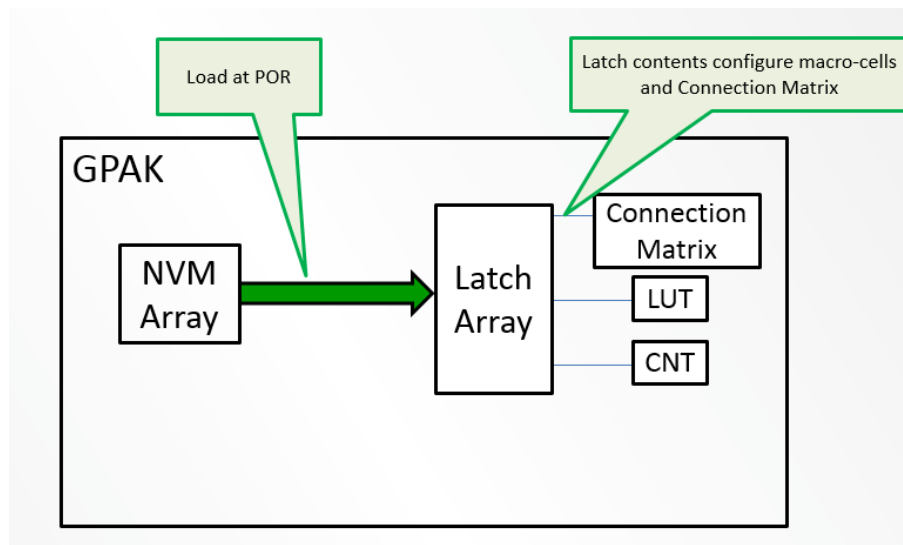 Load at POR
Latch contents configure macro-cells
and Connection Matrix
GPAK
NVM
Array
Latch
Array
Connection
Matrix
LUT
CNT